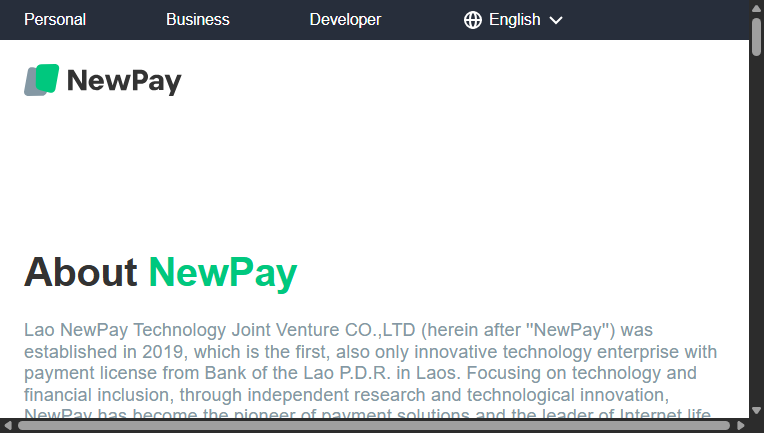 Personal Business Developer English
NewPay
About NewPay
Lao NewPay Technology Joint Venture CO.,LTD (herein after "NewPay") was
established in 2019, which is the first, also only innovative technology enterprise with
payment license from Bank of the Lao P.D.R. in Laos. Focusing on technology and
financial inclusion, through independent research and technological innovation,
NewPay has become the pioneer of payment solutions and the leader of Internet life